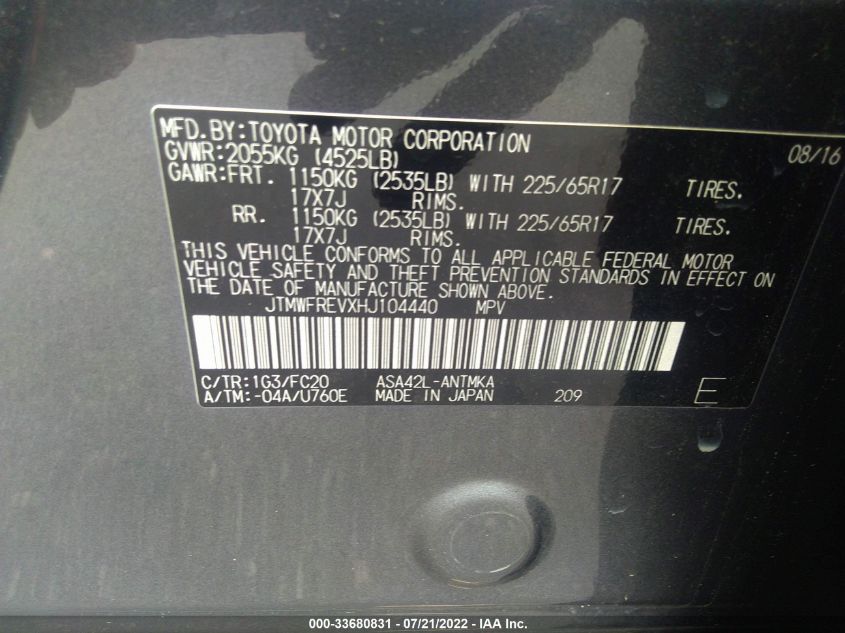 MFD.BY:TOYOTA MOTOR CORPORATION 08/16
GVWR:2055KG (4525LB)
GAWR:FRT. 1150KG (2535LB) WITH 225/65R17 TIRES.
17X7J RIMS.
RR. 1150KG (2535LB) WITH 225/65R17 TIRES.
17X7J RIMS.
THIS VEHICLE CONFORMS TO ALL APPLICABLE FEDERAL MOTOR
VEHICLE SAFETY AND THEFT PREVENTION STANDARDS IN EFFECT ON
THE DATE OF MANUFACTURE SHOWN ABOVE.
JTMWFREVXHJ104440 MPV
C/TR:1G3/FC20 ASA42L-ANTMKA
A/TM:-04A/U760E MADE IN JAPAN 209 E
000-33680831 - 07/21/2022 - IAA Inc.